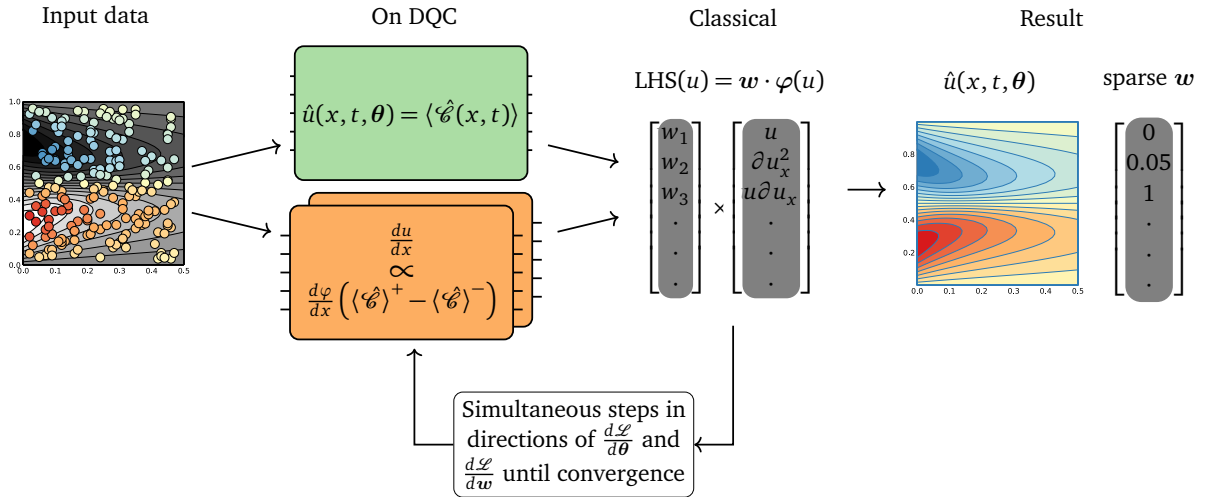 Input data
On DQC
Classical
Result
1.0
0.8
0.6
0.4
0.2
0.0
0.0 0.1 0.2 0.3 0.4 0.5
û(x, t, θ) = ⟨𝒞̂(x, t)⟩
du/dx
∝
dφ/dx (⟨𝒞̂⟩⁺ − ⟨𝒞̂⟩⁻)
LHS(u) = w · φ(u)
w₁
w₂
w₃
.
.
.
×
u
∂u²ₓ
u∂uₓ
.
.
.
û(x, t, θ)
0.8
0.6
0.4
0.2
0.0 0.1 0.2 0.3 0.4 0.5
sparse w
0
0.05
1
.
.
.
Simultaneous steps in
directions of dℒ/dθ and
dℒ/dw until convergence